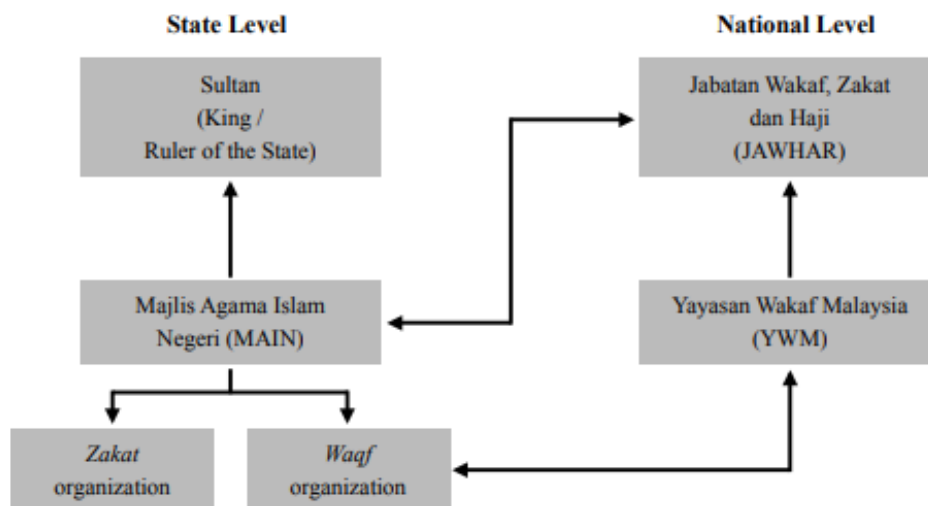 State Level
National Level
Sultan
(King /
Ruler of the State)
Jabatan Wakaf, Zakat
dan Haji
(JAWHAR)
Majlis Agama Islam
Negeri (MAIN)
Yayasan Wakaf Malaysia
(YWM)
Zakat
organization
Waqf
organization